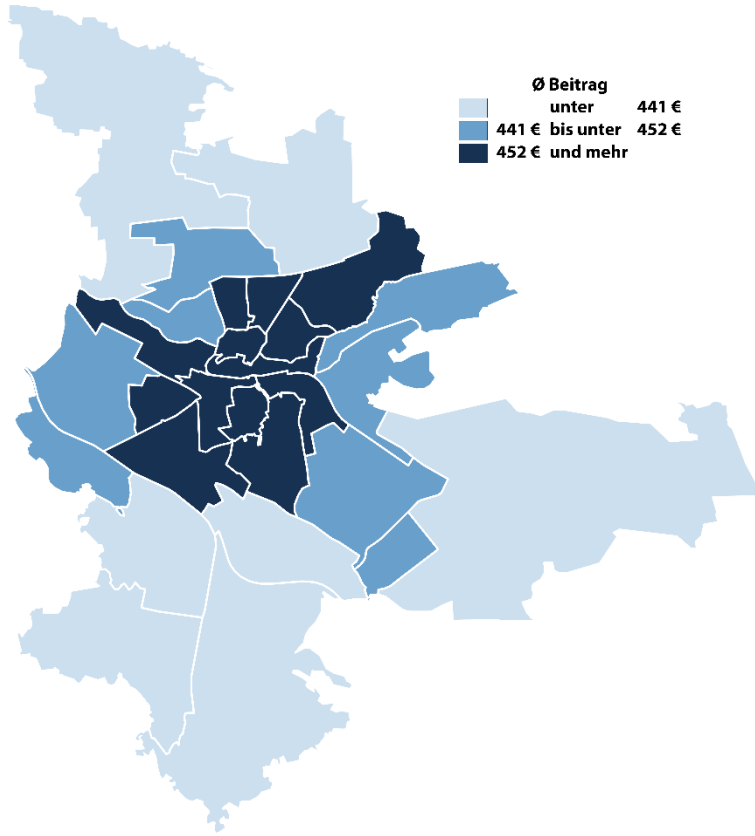 Ø Beitrag
unter 441 €
441 € bis unter 452 €
452 € und mehr